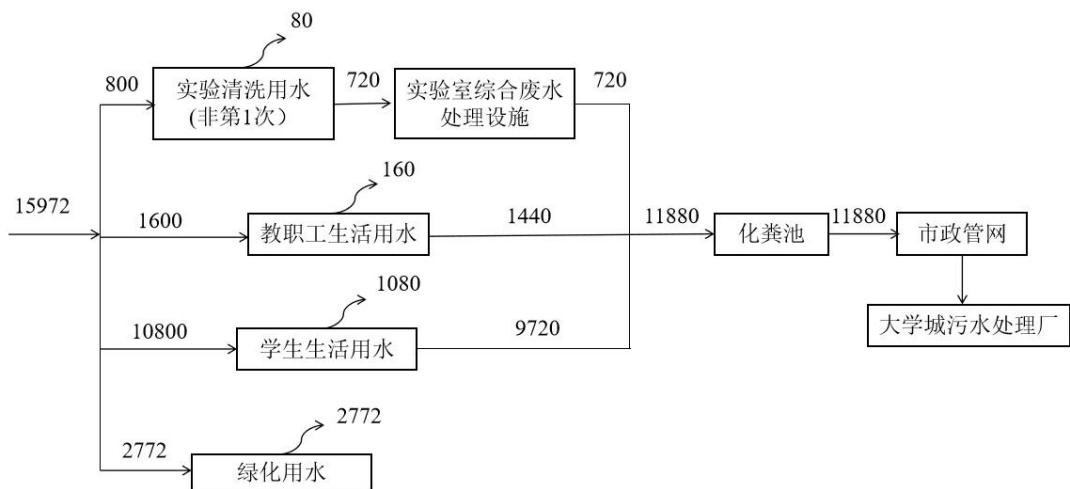 80
800
实验清洗用水
(非第1次）
720
实验室综合废水
处理设施
720
160
15972
1600
教职工生活用水
1440
11880
化粪池
11880
市政管网
1080
10800
学生生活用水
9720
大学城污水处理厂
2772
2772
绿化用水